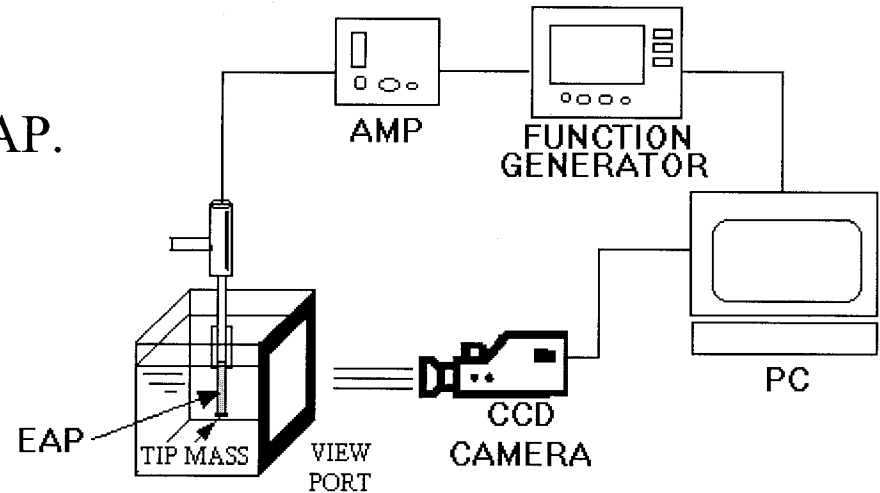 AP.
AMP
FUNCTION
GENERATOR
PC
CCD
CAMERA
EAP
TIP MASS
VIEW
PORT